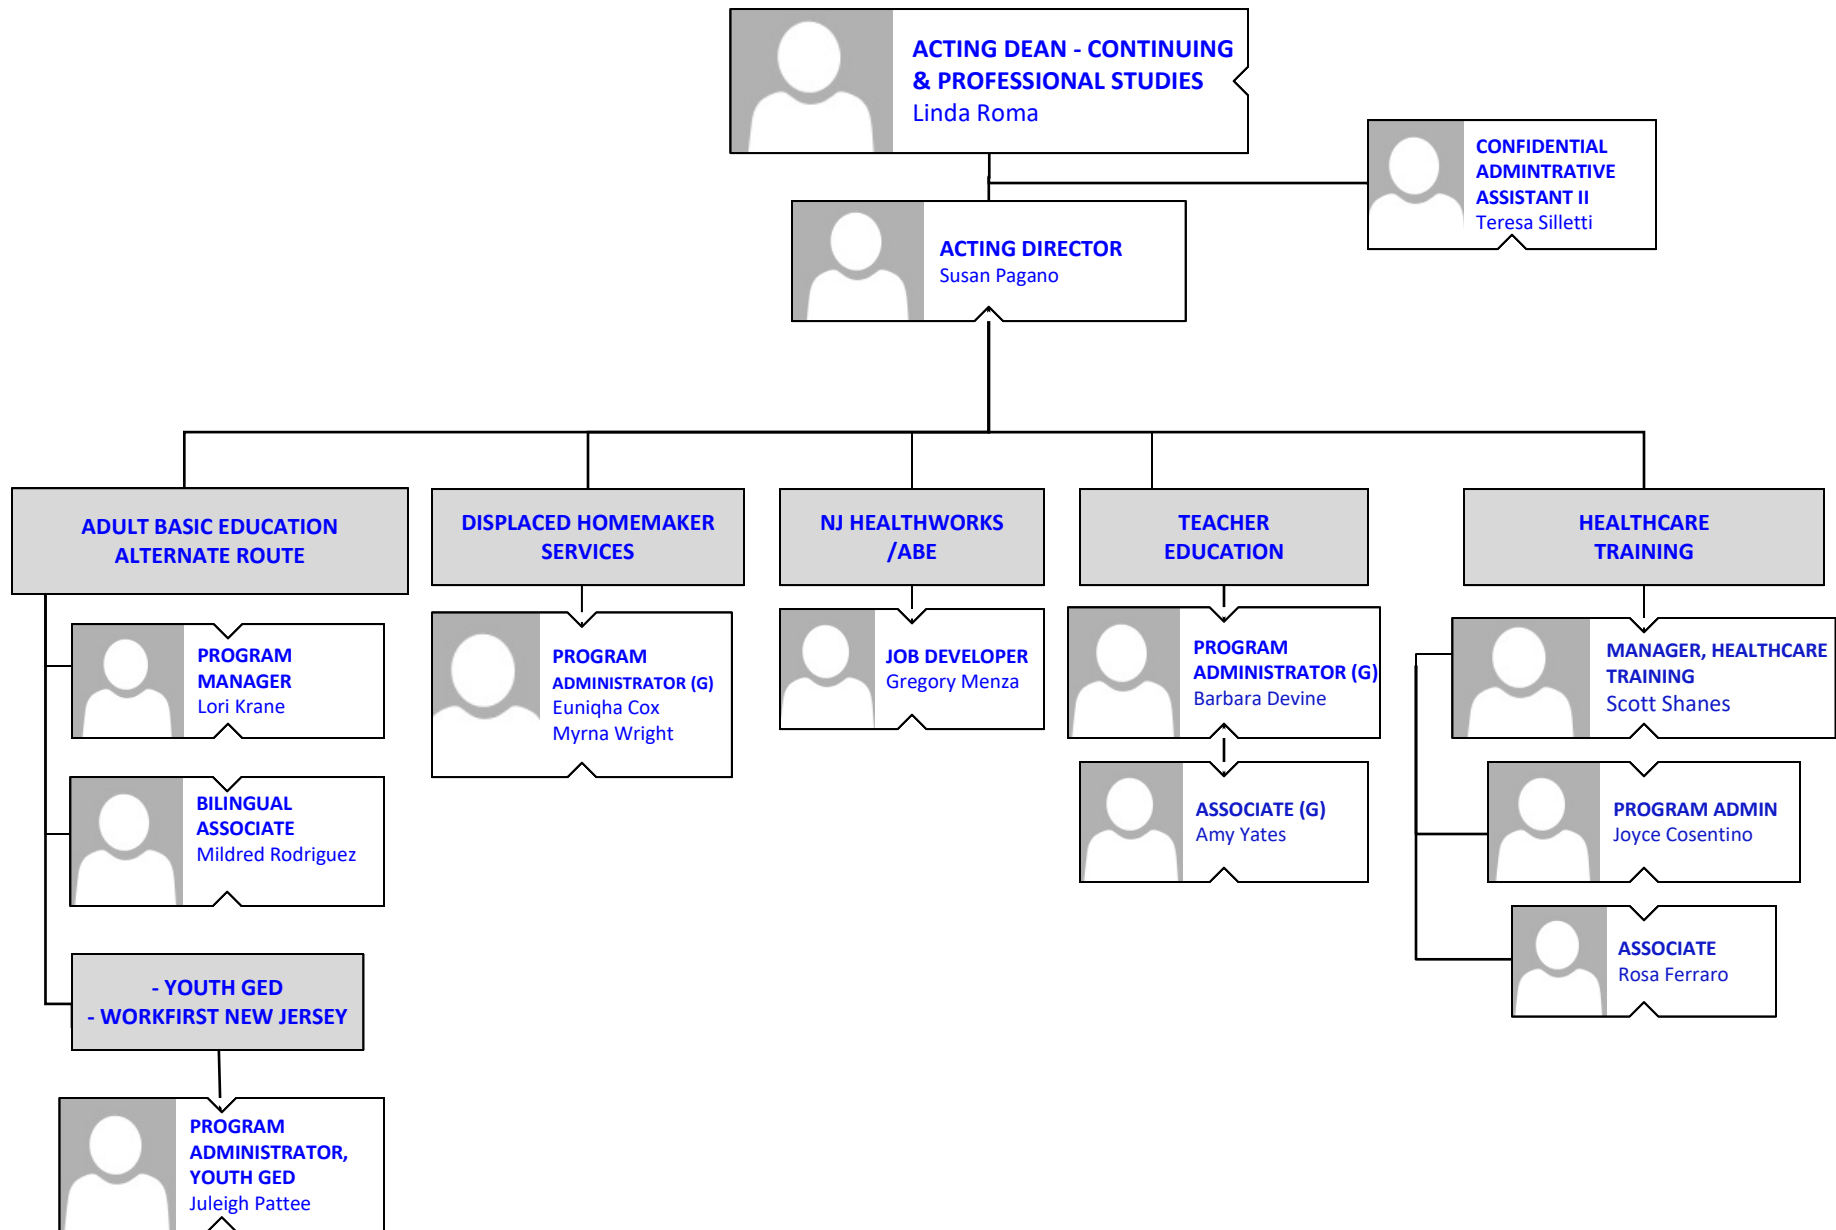 ACTING DEAN - CONTINUING
& PROFESSIONAL STUDIES
Linda Roma
CONFIDENTIAL
ADMINTRATIVE
ASSISTANT II
Teresa Silletti
ACTING DIRECTOR
Susan Pagano
ADULT BASIC EDUCATION
ALTERNATE ROUTE
DISPLACED HOMEMAKER
SERVICES
NJ HEALTHWORKS
/ABE
TEACHER
EDUCATION
HEALTHCARE
TRAINING
PROGRAM
MANAGER
Lori Krane
PROGRAM
ADMINISTRATOR (G)
Euniqha Cox
Myrna Wright
JOB DEVELOPER
Gregory Menza
PROGRAM
ADMINISTRATOR (G)
Barbara Devine
MANAGER, HEALTHCARE
TRAINING
Scott Shanes
BILINGUAL
ASSOCIATE
Mildred Rodriguez
ASSOCIATE (G)
Amy Yates
PROGRAM ADMIN
Joyce Cosentino
ASSOCIATE
Rosa Ferraro
- YOUTH GED
- WORKFIRST NEW JERSEY
PROGRAM
ADMINISTRATOR,
YOUTH GED
Juleigh Pattee